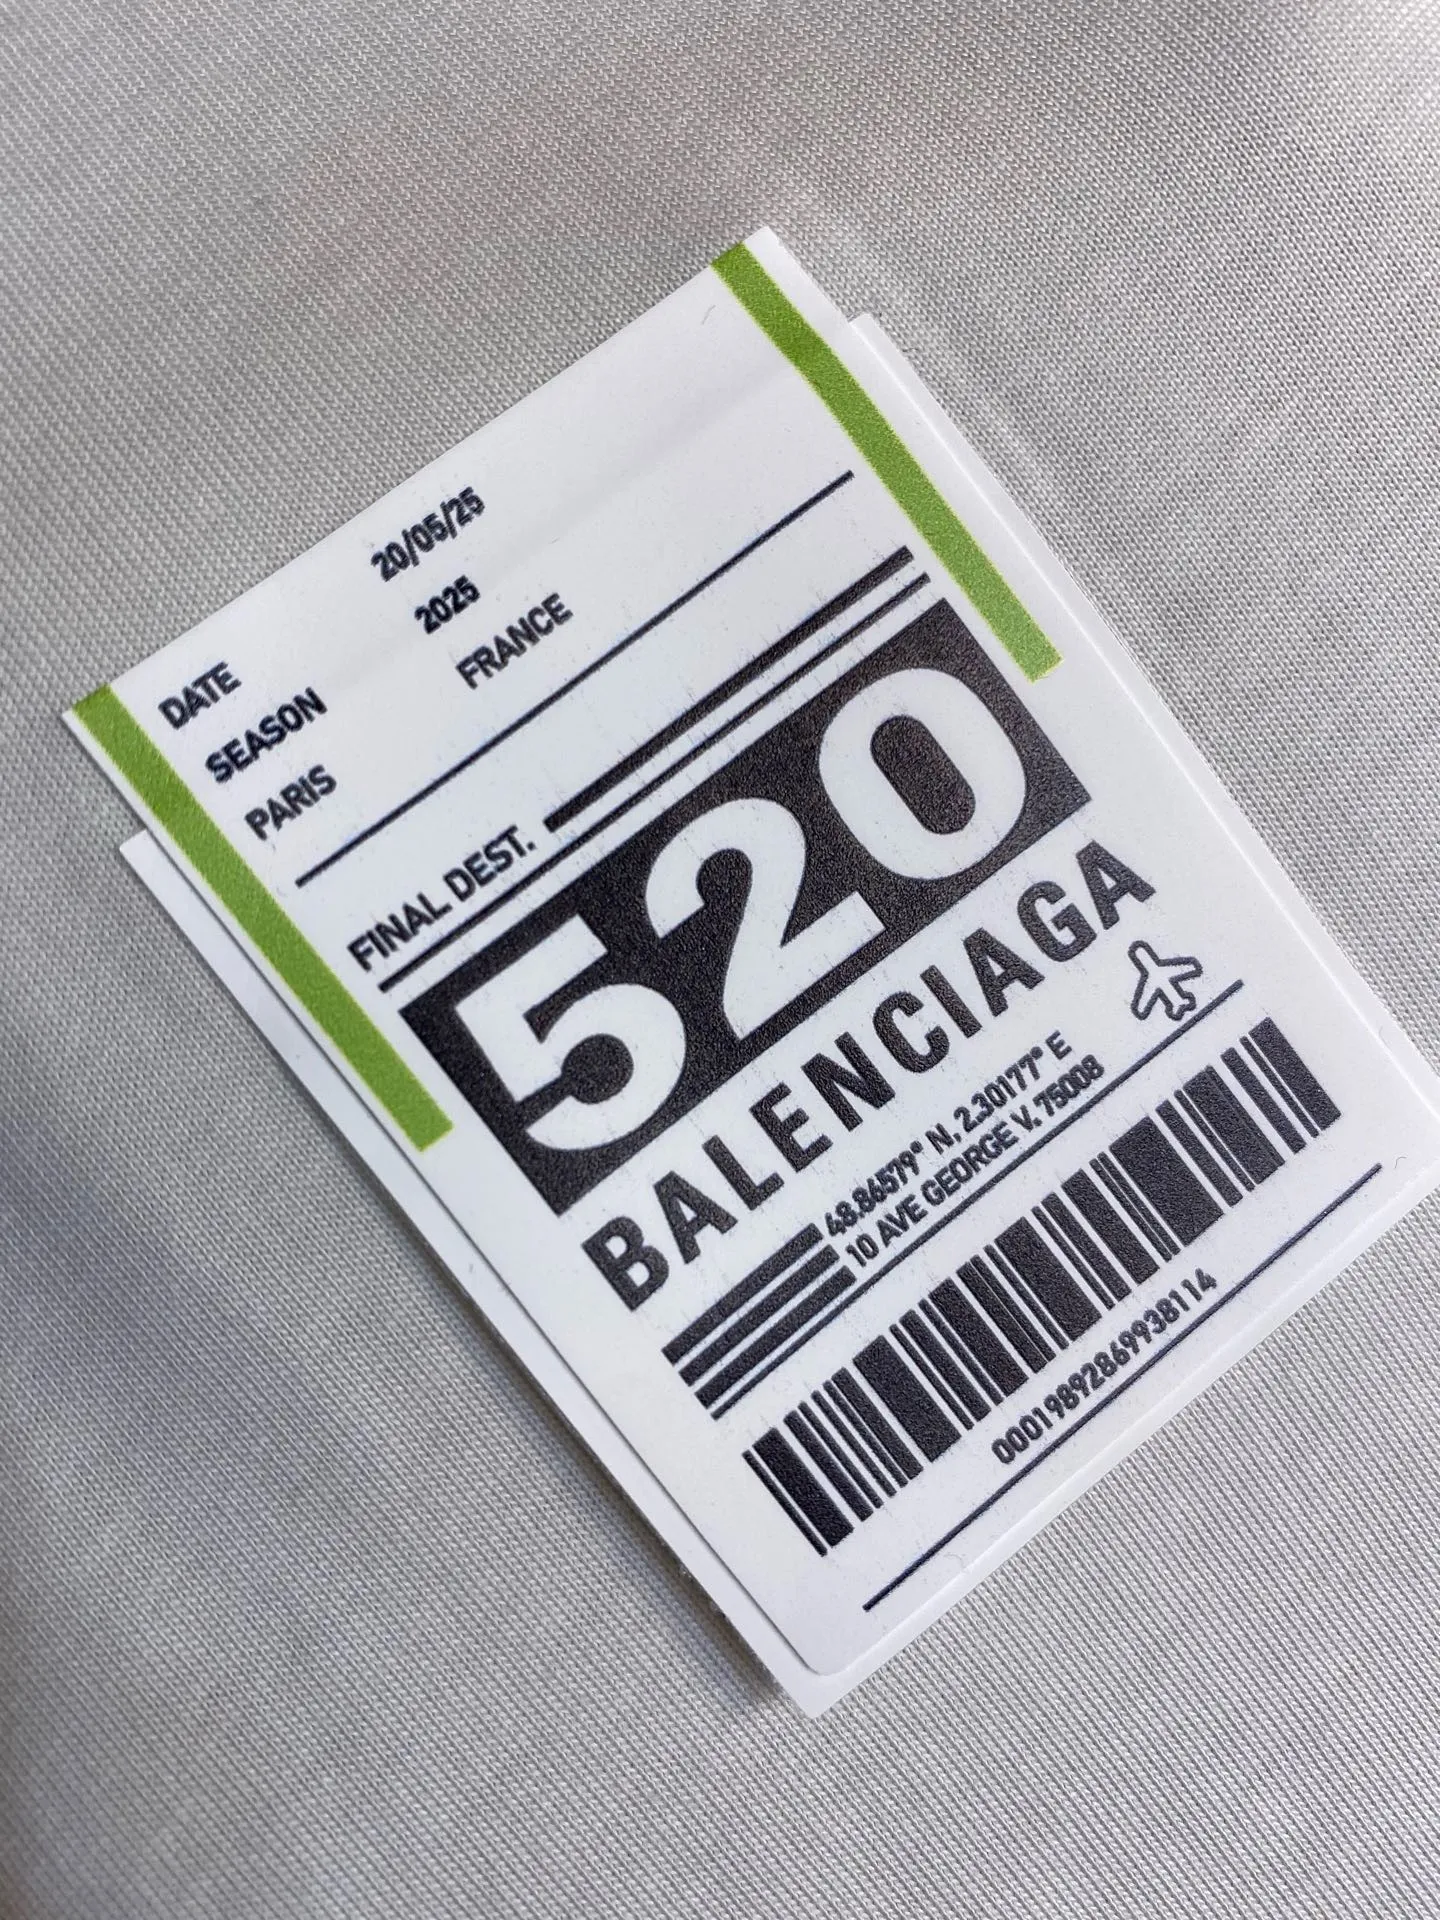 DATE 20/05/25
SEASON 2025
PARIS FRANCE
FINAL DEST.
520
BALENCIAGA
48.86579° N, 2.30177° E
10 AVE GEORGE V, 75008
00019892869938114